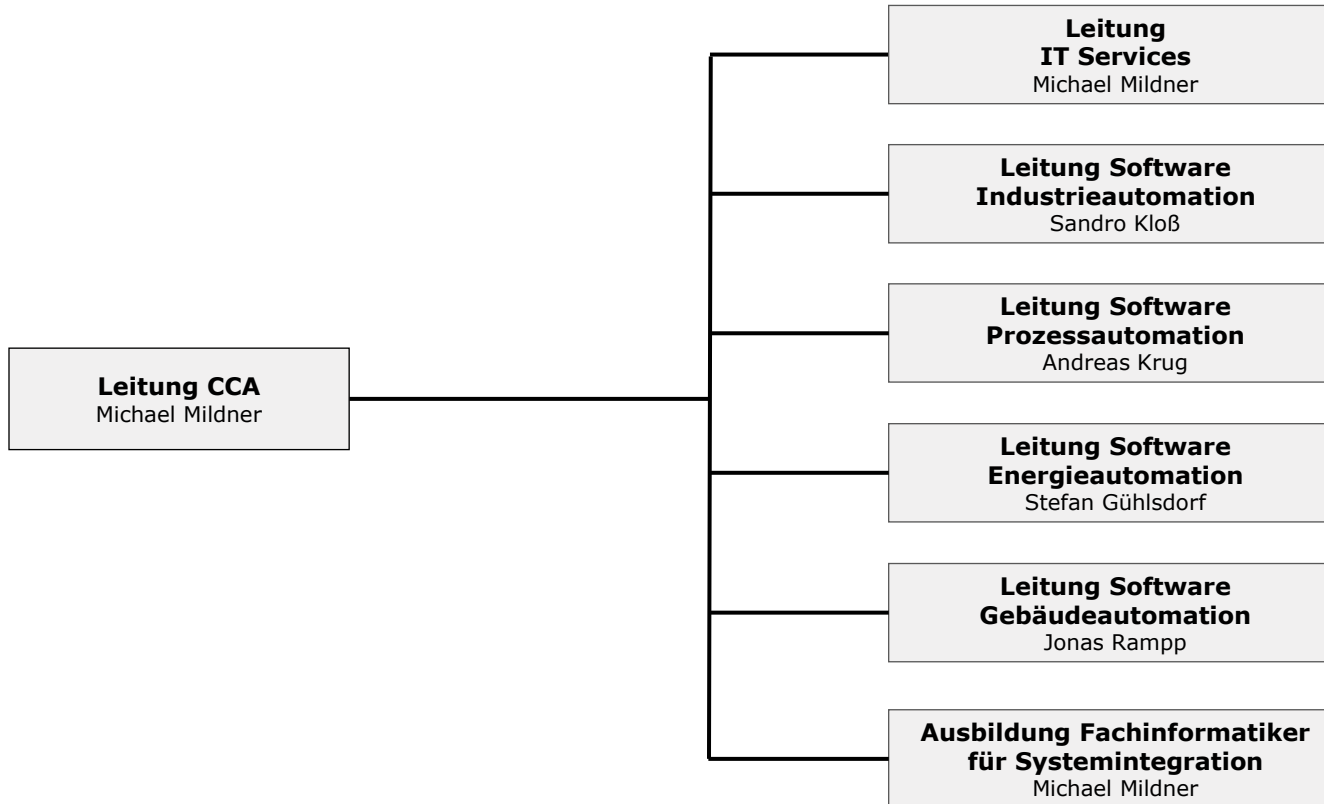 Leitung
IT Services
Michael Mildner
Leitung Software
Industrieautomation
Sandro Kloß
Leitung Software
Prozessautomation
Andreas Krug
Leitung CCA
Michael Mildner
Leitung Software
Energieautomation
Stefan Gühlsdorf
Leitung Software
Gebäudeautomation
Jonas Rampp
Ausbildung Fachinformatiker
für Systemintegration
Michael Mildner